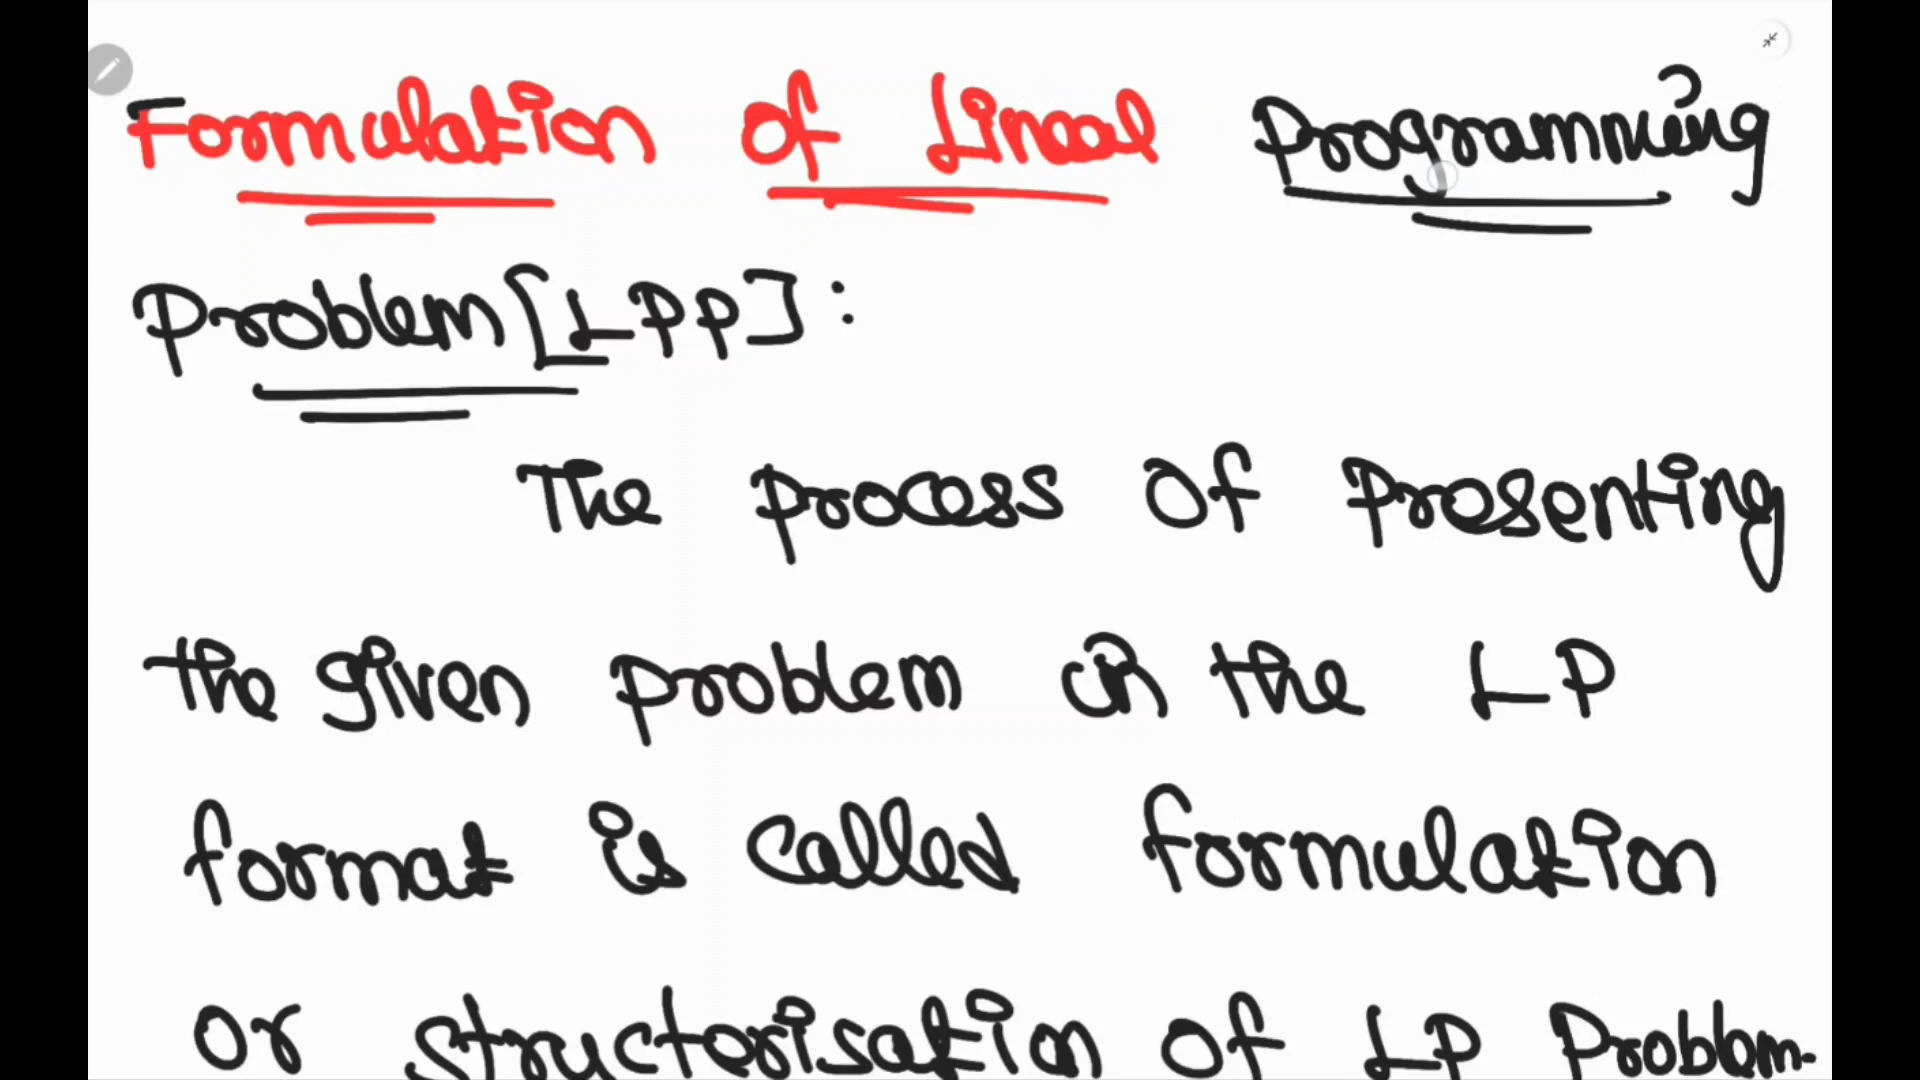 Formulation of Linear Programming
Problem [LPP] :
The process of presenting
the given problem in the LP
format is called formulation
or structerisation of LP problem.